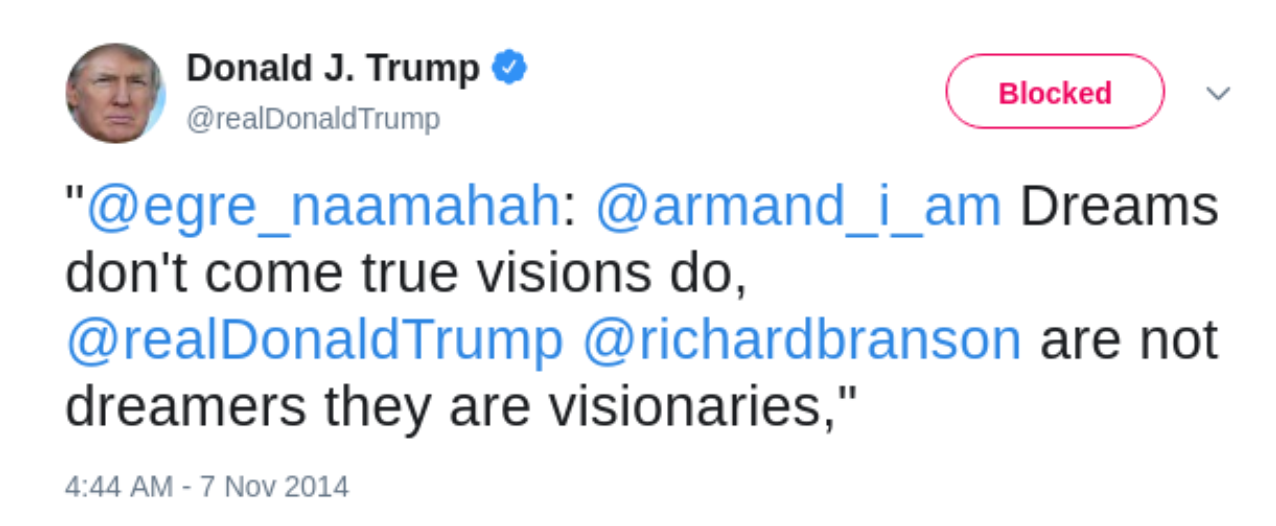 Donald J. Trump
@realDonaldTrump
Blocked
"@egre_naamahah: @armand_i_am Dreams
don't come true visions do,
@realDonaldTrump @richardbranson are not
dreamers they are visionaries,"
4:44 AM - 7 Nov 2014